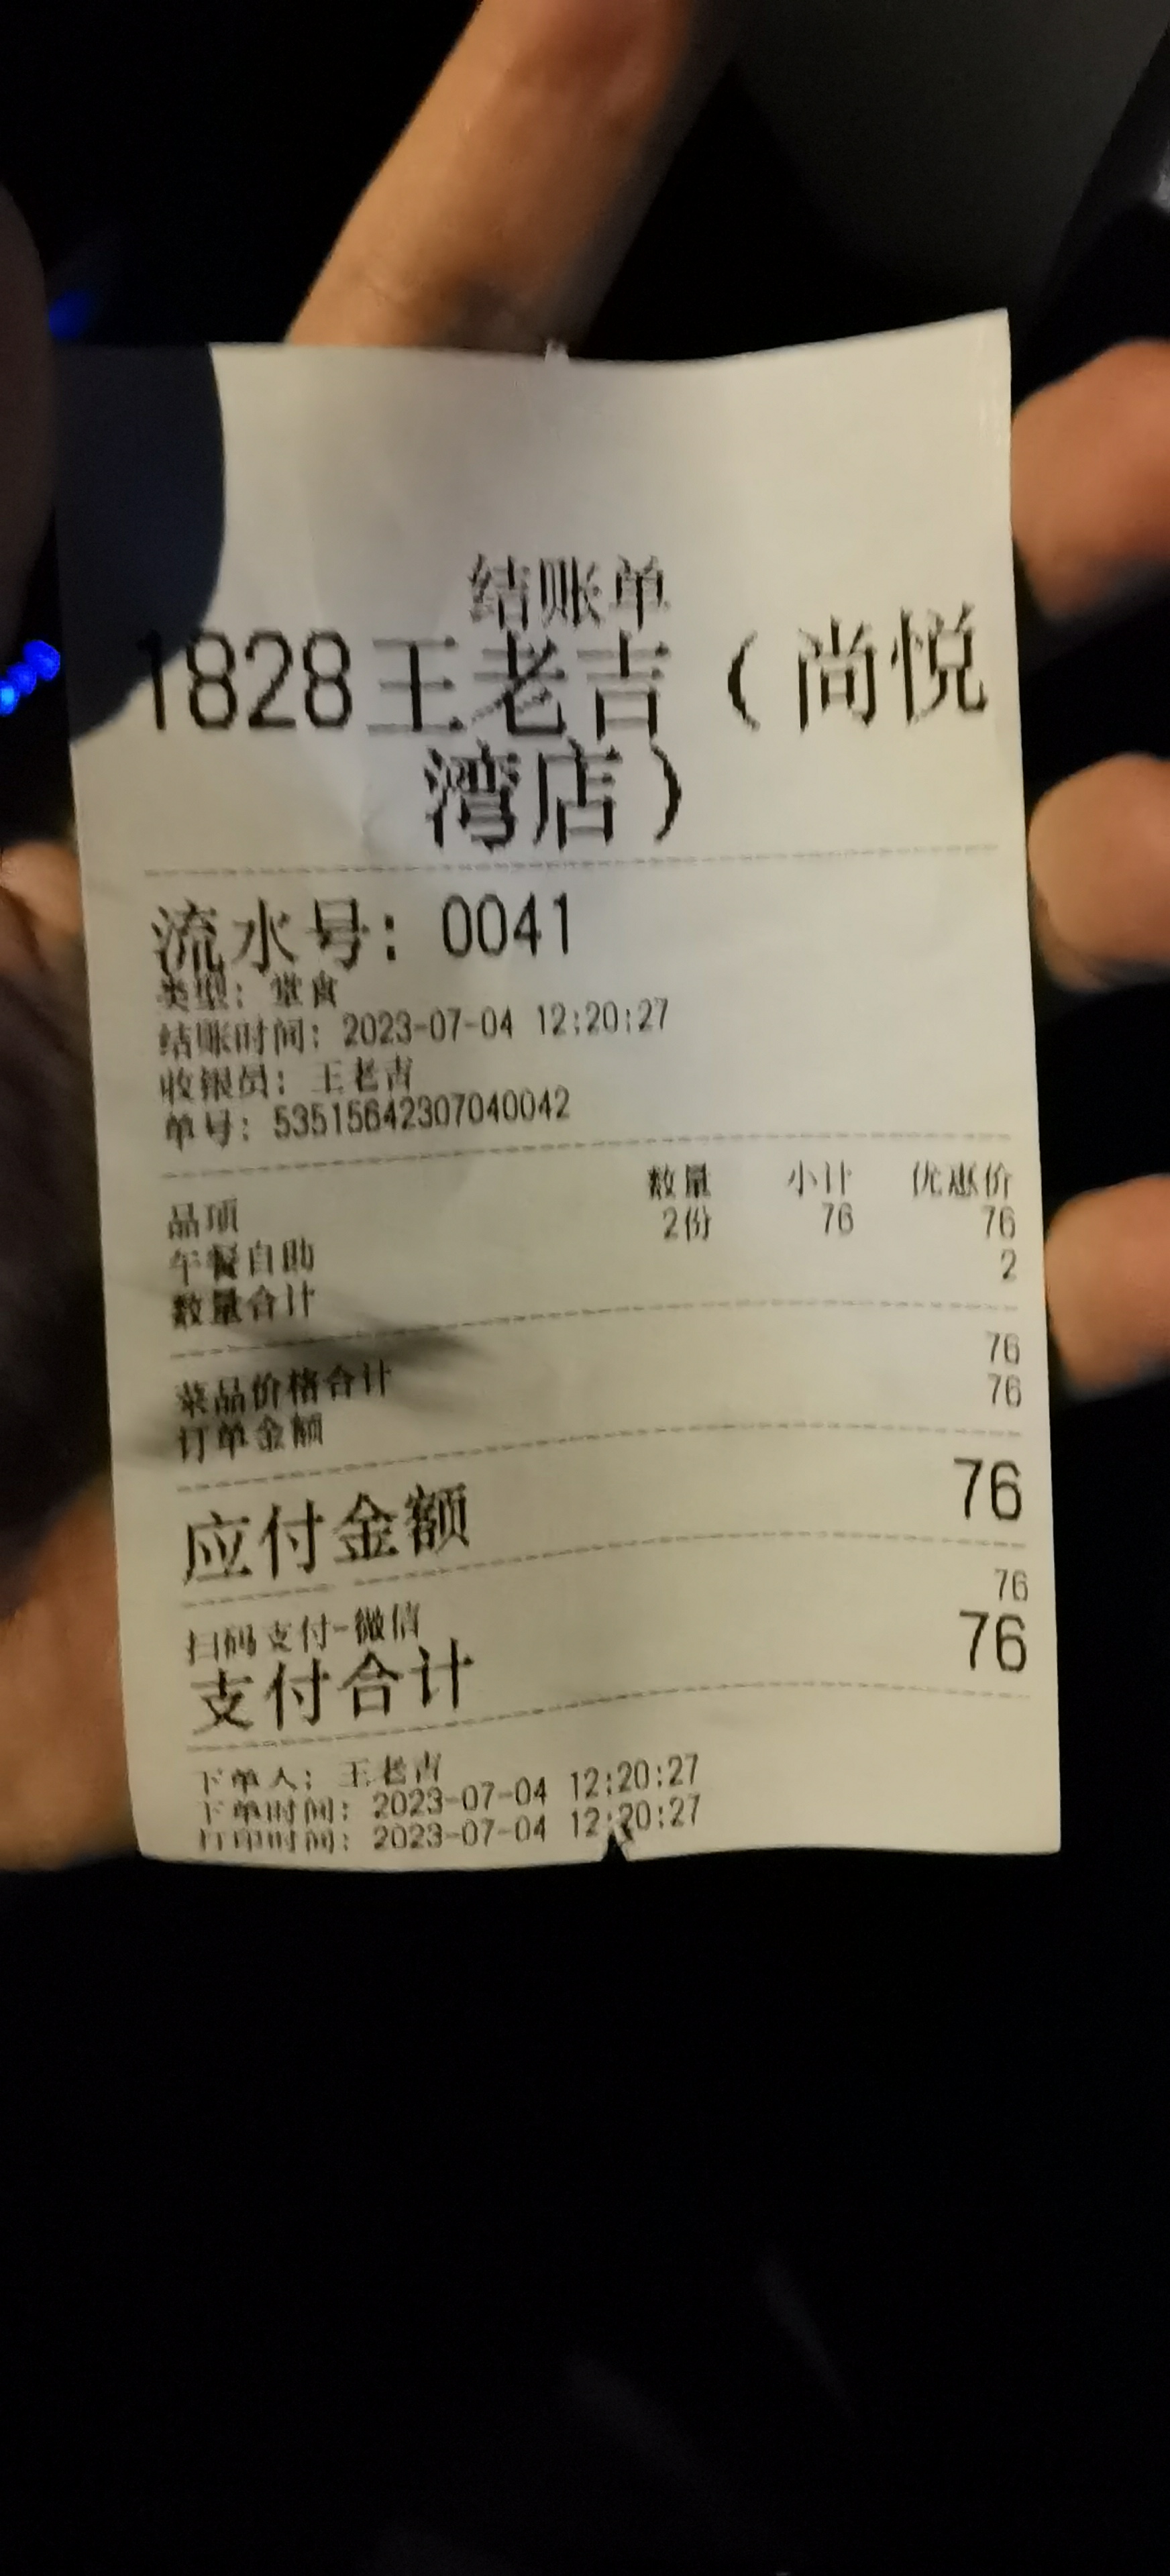 结账单
1828王老吉（尚悦
湾店）
流水号: 0041
类型: 堂食
结账时间: 2023-07-04 12:20:27
收银员: 王老吉
单号: 53515642307040042
品项 数量 小计 优惠价
午餐自助 2份 76 76
数量合计 2
菜品价格合计 76
订单金额 76
应付金额 76
扫码支付-微信 76
支付合计 76
下单人: 王老吉
下单时间: 2023-07-04 12:20:27
打印时间: 2023-07-04 12:20:27